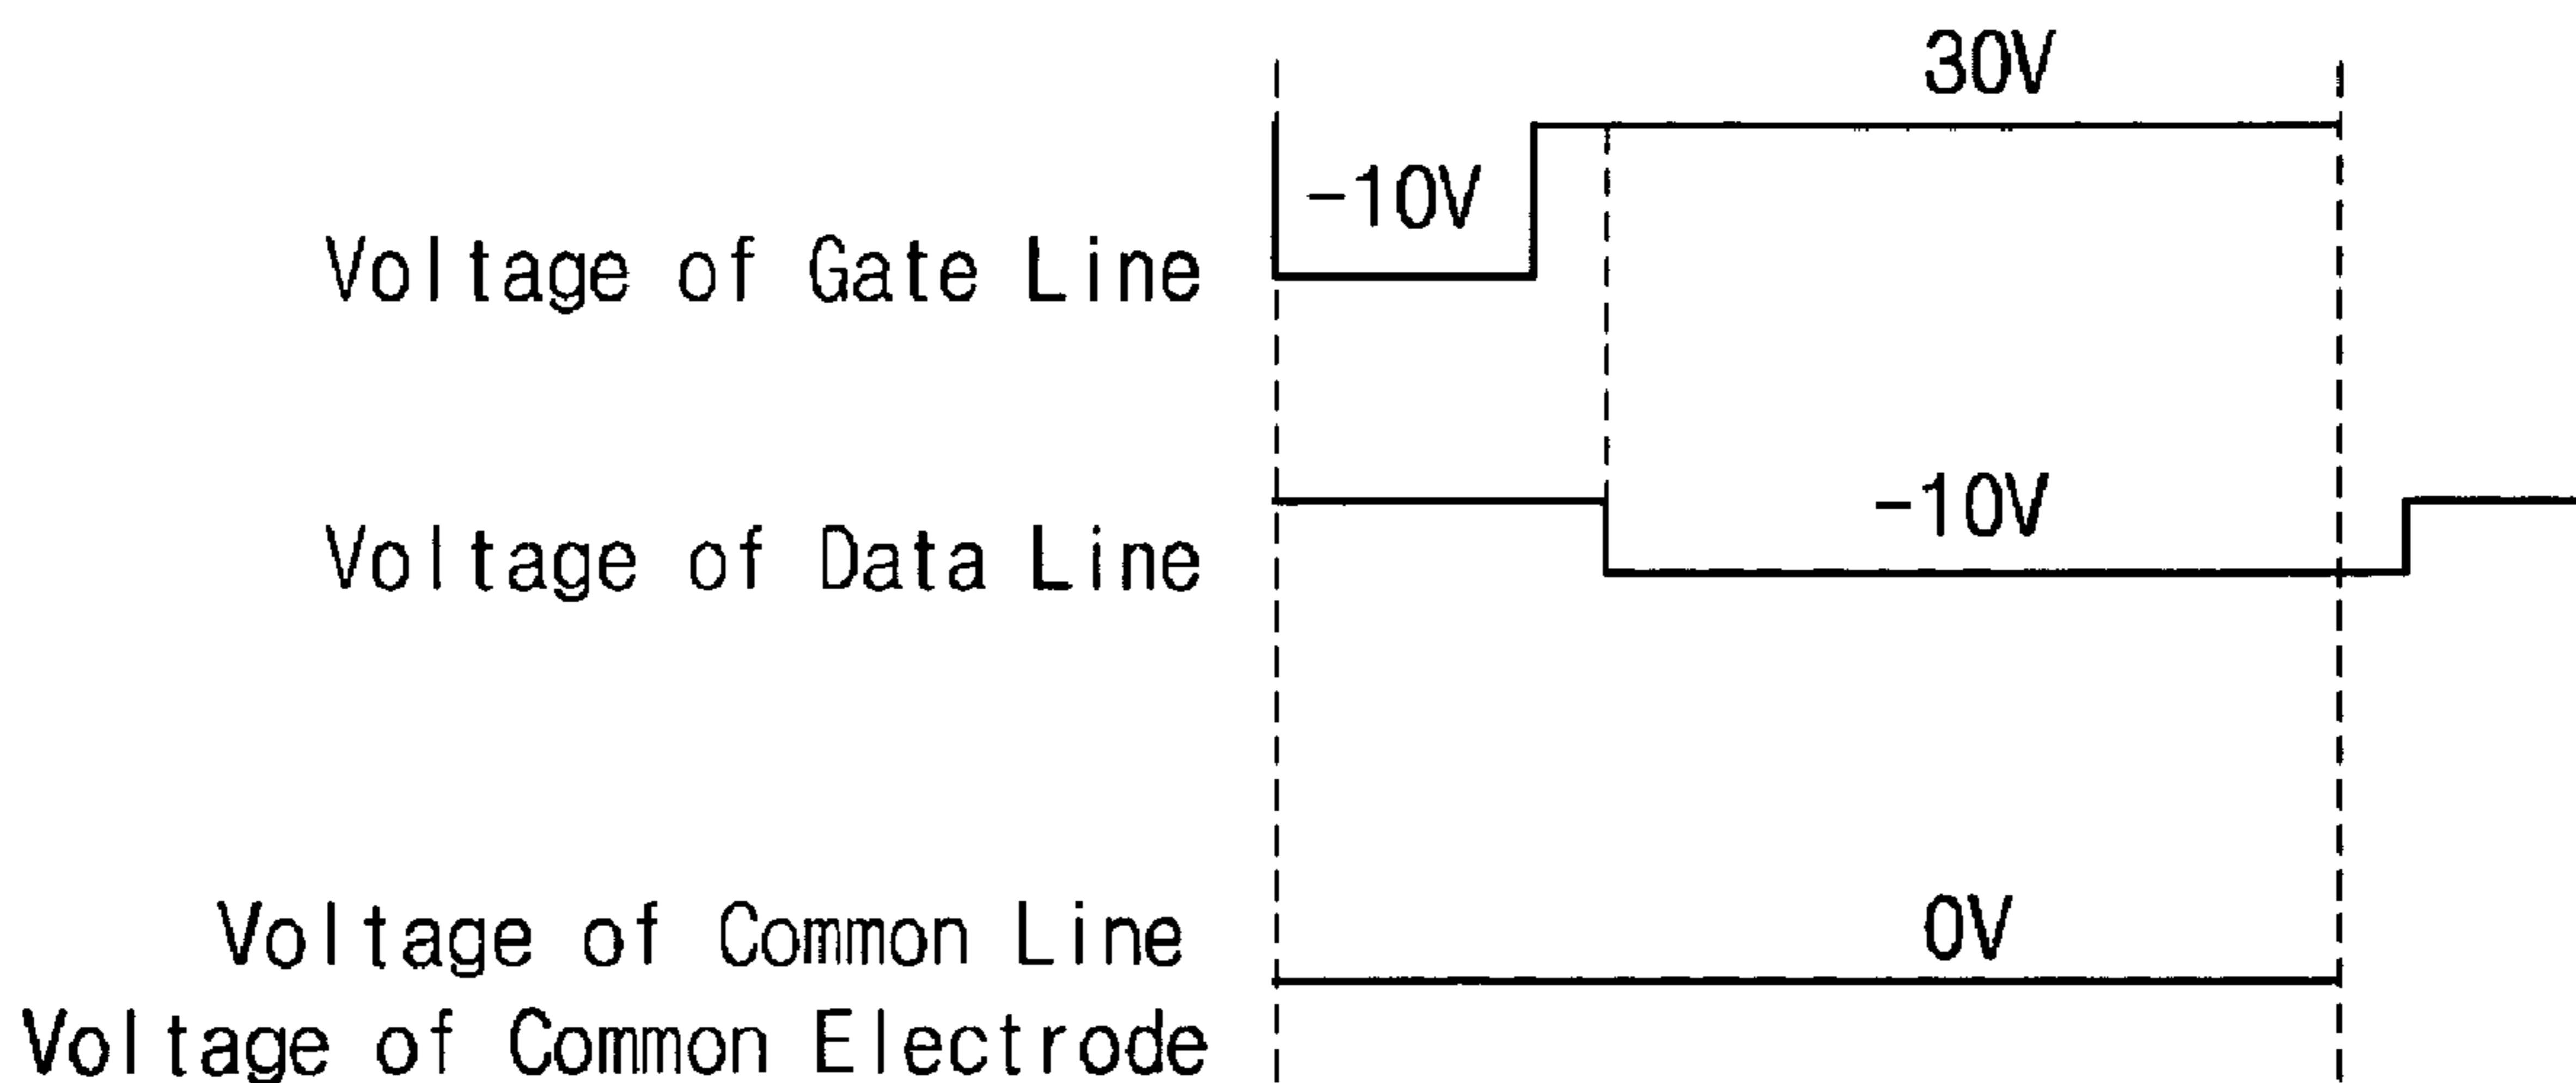 30V
-10V
Voltage of Gate Line
-10V
Voltage of Data Line
0V
Voltage of Common Line
Voltage of Common Electrode